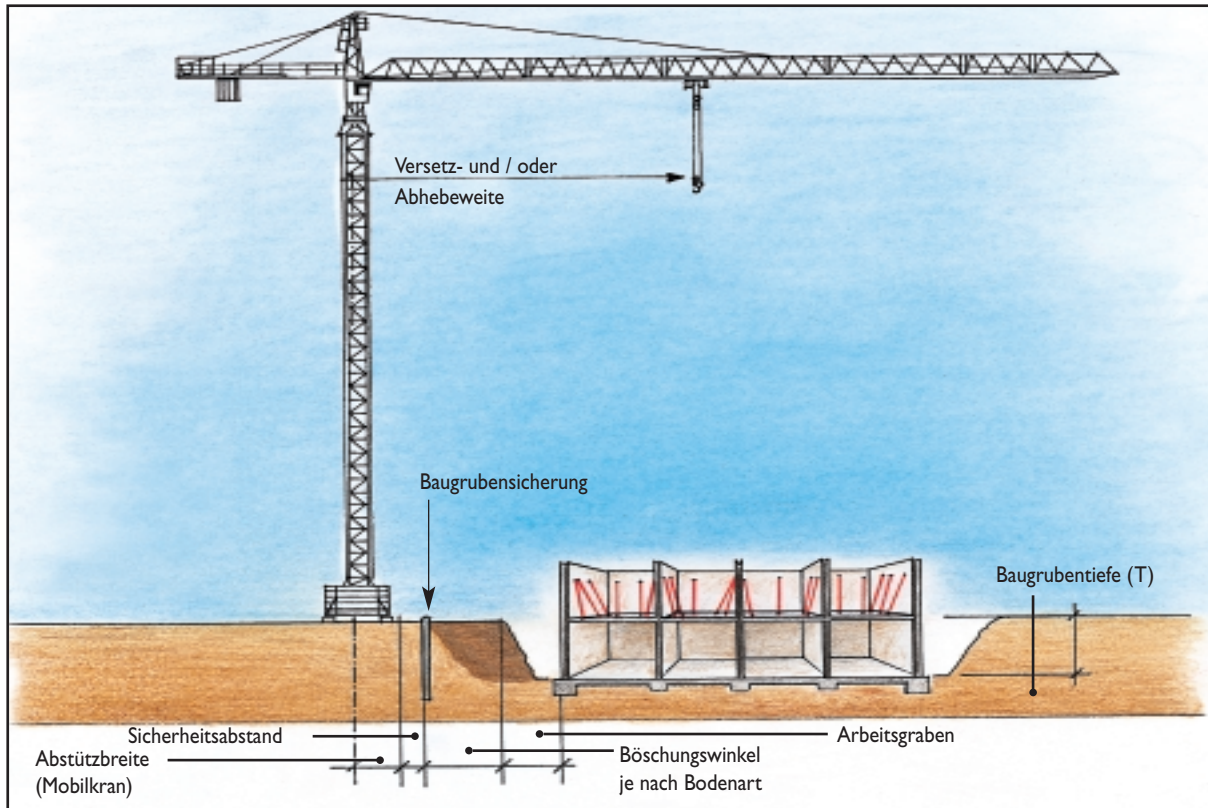 Versetz- und / oder
Abhebeweite
Baugrubensicherung
Baugrubentiefe (T)
Sicherheitsabstand
Arbeitsgraben
Abstützbreite
(Mobilkran)
Böschungswinkel
je nach Bodenart